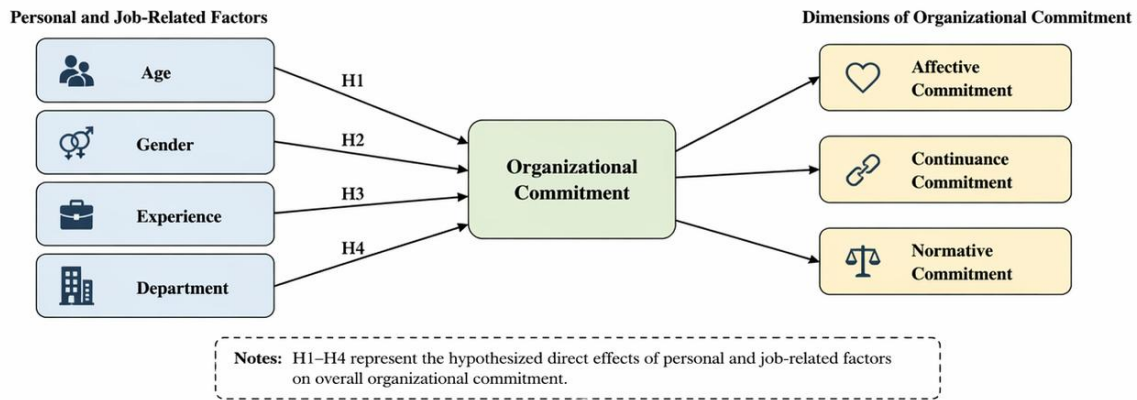 Personal and Job-Related Factors
Age
Gender
Experience
Department
H1
H2
H3
H4
Organizational
Commitment
Dimensions of Organizational Commitment
Affective
Commitment
Continuance
Commitment
Normative
Commitment
Notes: H1–H4 represent the hypothesized direct effects of personal and job-related factors
on overall organizational commitment.